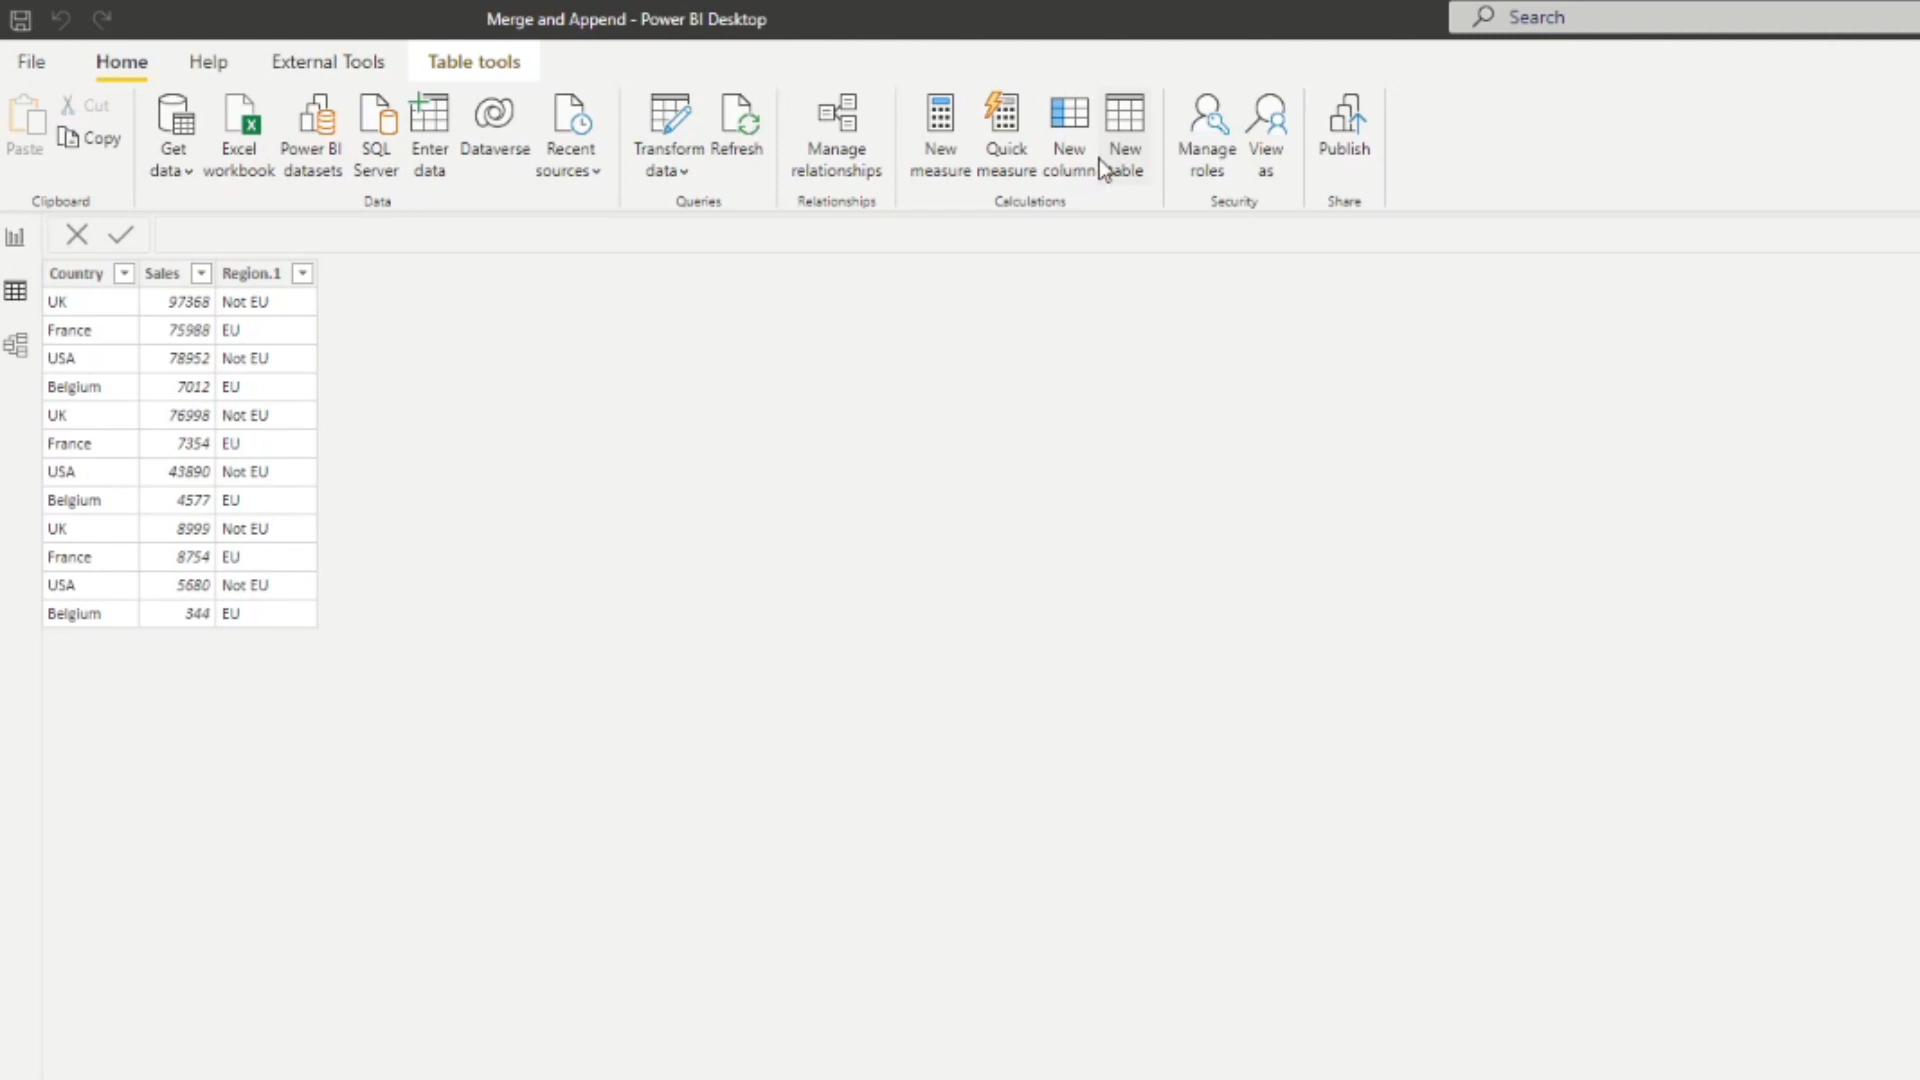 Merge and Append - Power BI Desktop
Search
File Home Help External Tools Table tools
Paste
Cut
Copy
Get data
Excel workbook
Power BI datasets
SQL Server
Enter data
Dataverse
Recent sources
Transform data
Refresh
Manage relationships
New measure
Quick measure
New column
New
Manage roles
View as
Publish
Clipboard Data Queries Relationships Calculations Security Share
Country Sales Region.1
UK 97368 Not EU
France 75988 EU
USA 78952 Not EU
Belgium 7012 EU
UK 76998 Not EU
France 7354 EU
USA 43890 Not EU
Belgium 4577 EU
UK 8999 Not EU
France 8754 EU
USA 5680 Not EU
Belgium 344 EU